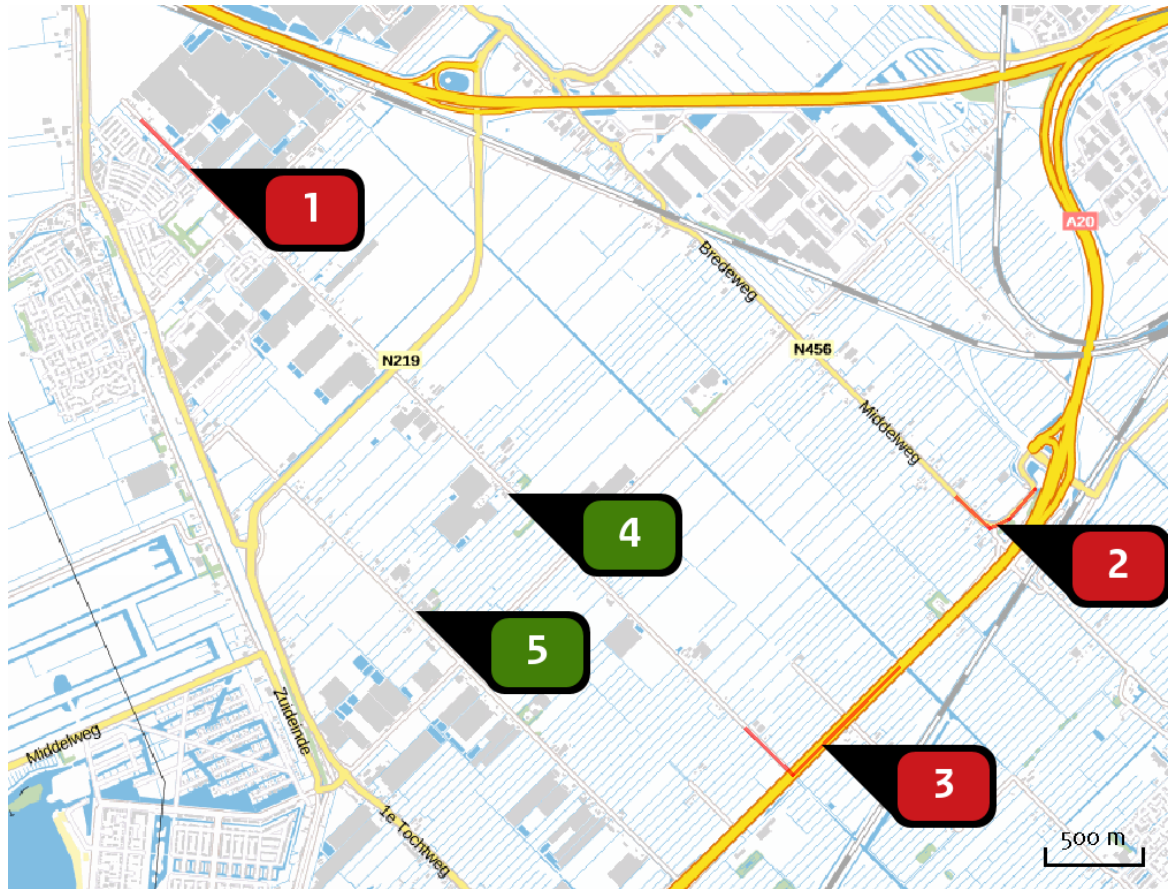 1
A20
Bredeweg
N219
N456
Middelweg
4
2
5
Zuideinde
Middelweg
3
1e Tochtweg
500 m